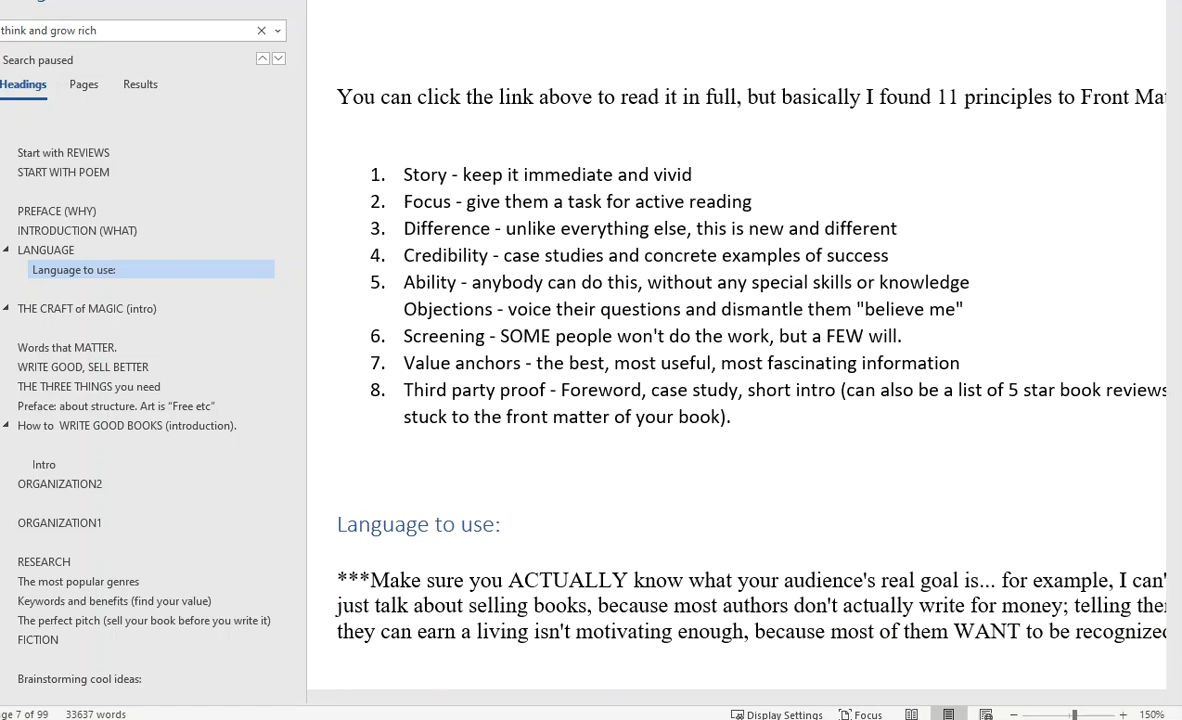 think and grow rich
Search paused
Headings Pages Results
Start with REVIEWS
START WITH POEM
PREFACE (WHY)
INTRODUCTION (WHAT)
LANGUAGE
Language to use:
THE CRAFT of MAGIC (intro)
Words that MATTER.
WRITE GOOD, SELL BETTER
THE THREE THINGS you need
Preface: about structure. Art is "Free etc"
How to  WRITE GOOD BOOKS (introduction).
Intro
ORGANIZATION2
ORGANIZATION1
RESEARCH
The most popular genres
Keywords and benefits (find your value)
The perfect pitch (sell your book before you write it)
FICTION
Brainstorming cool ideas:
You can click the link above to read it in full, but basically I found 11 principles to Front
1. Story - keep it immediate and vivid
2. Focus - give them a task for active reading
3. Difference - unlike everything else, this is new and different
4. Credibility - case studies and concrete examples of success
5. Ability - anybody can do this, without any special skills or knowledge
Objections - voice their questions and dismantle them "believe me"
6. Screening - SOME people won't do the work, but a FEW will.
7. Value anchors - the best, most useful, most fascinating information
8. Third party proof - Foreword, case study, short intro (can also be a list of 5 star book reviews
stuck to the front matter of your book).
Language to use:
***Make sure you ACTUALLY know what your audience's real goal is... for example, I can't
just talk about selling books, because most authors don't actually write for money; telling
they can earn a living isn't motivating enough, because most of them WANT to be recognized
7 of 99 33637 words
Display Settings Focus 150%